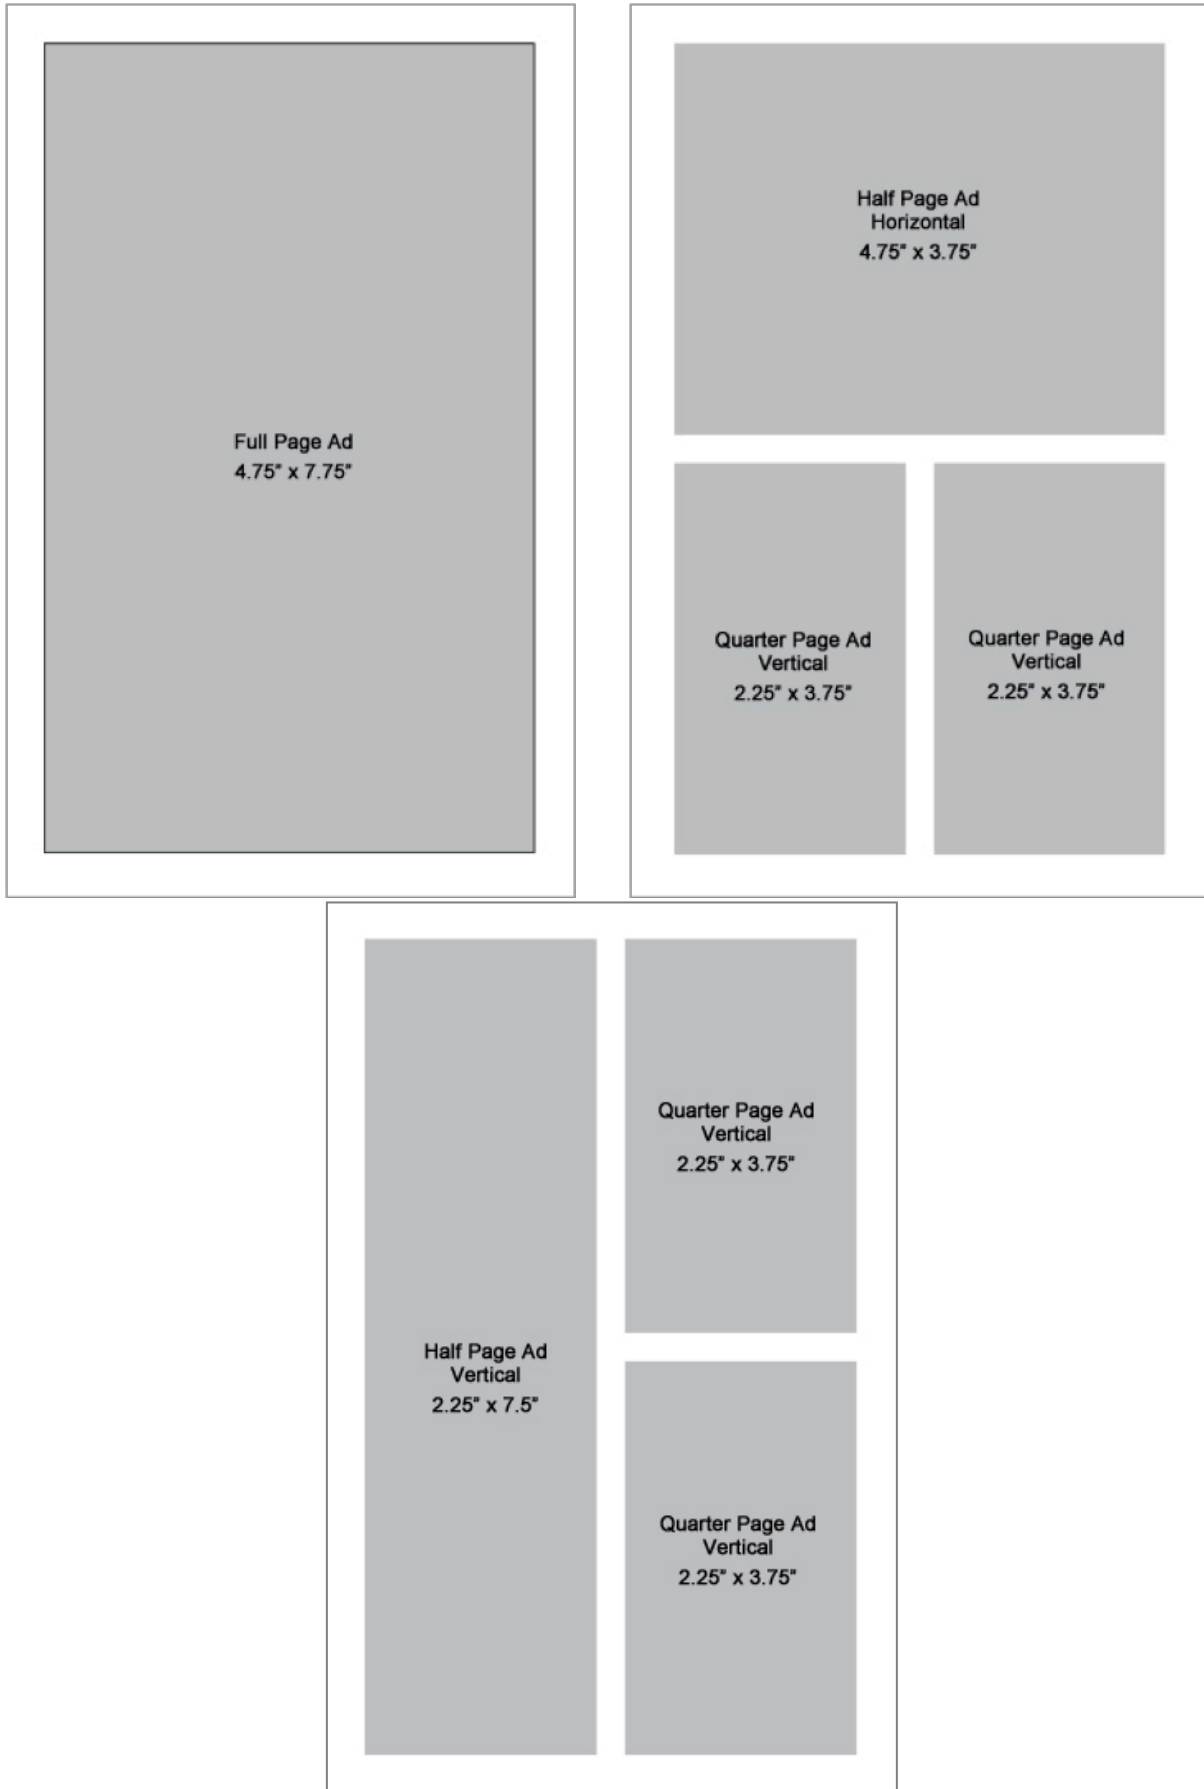 Full Page Ad
4.75" x 7.75"
Half Page Ad
Horizontal
4.75" x 3.75"
Quarter Page Ad
Vertical
2.25" x 3.75"
Quarter Page Ad
Vertical
2.25" x 3.75"
Half Page Ad
Vertical
2.25" x 7.5"
Quarter Page Ad
Vertical
2.25" x 3.75"
Quarter Page Ad
Vertical
2.25" x 3.75"